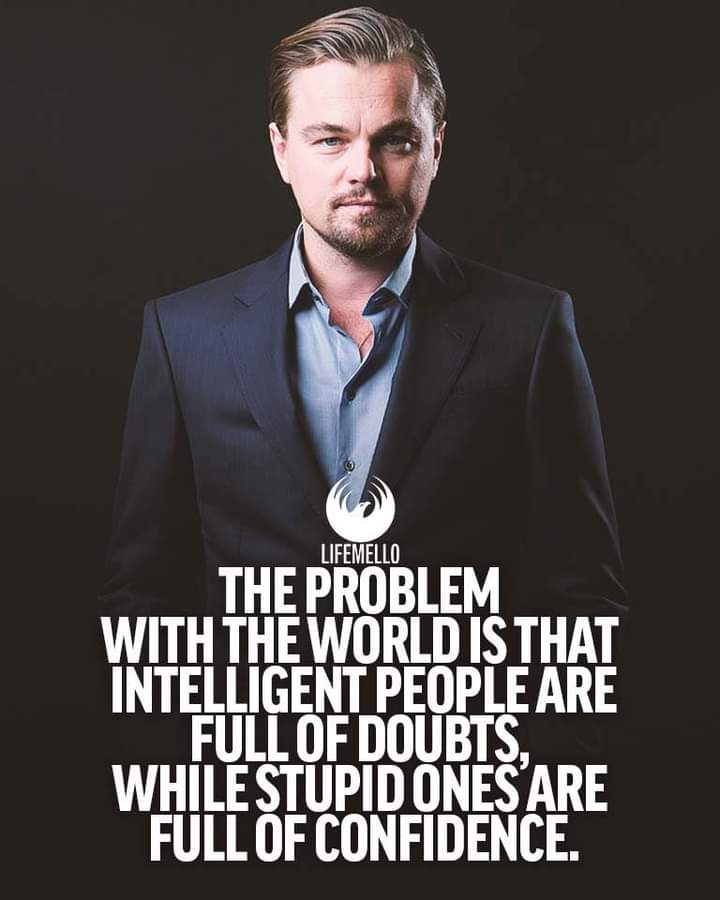 LIFEMELLO
THE PROBLEM
WITH THE WORLD IS THAT
INTELLIGENT PEOPLE ARE
FULL OF DOUBTS,
WHILE STUPID ONES ARE
FULL OF CONFIDENCE.